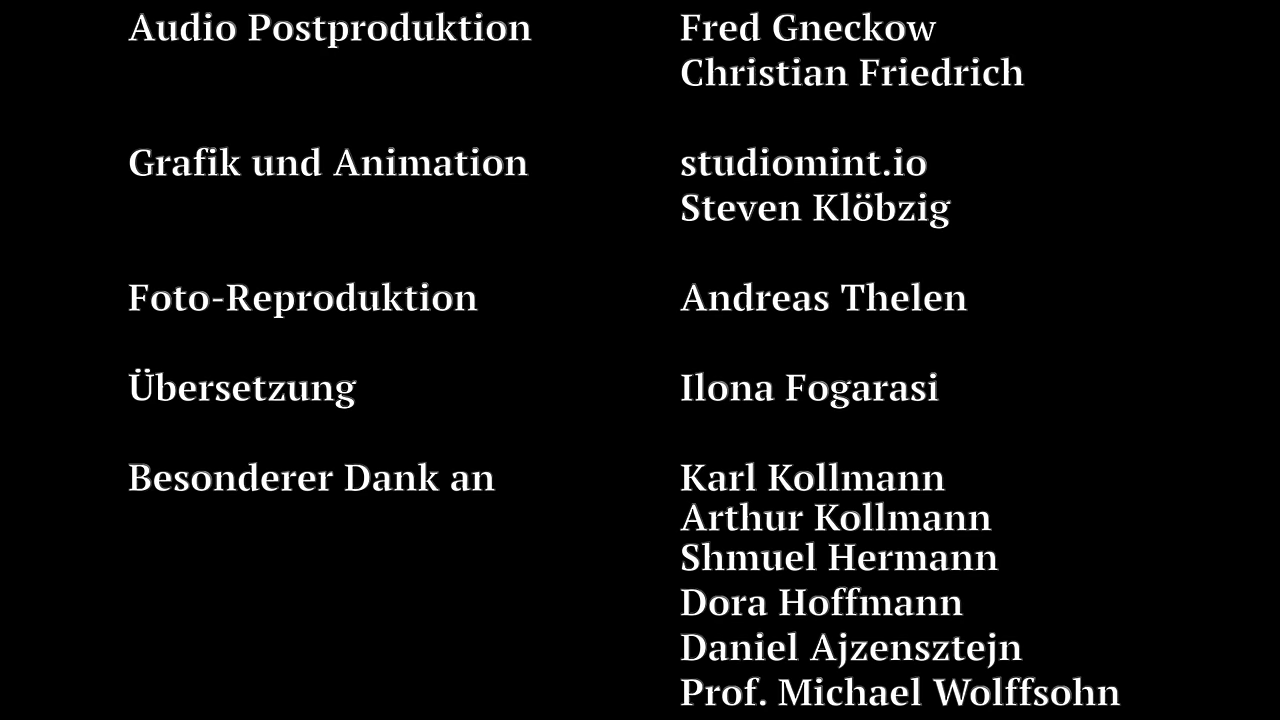 Audio Postproduktion Fred Gneckow
Christian Friedrich
Grafik und Animation studiomint.io
Steven Klöbzig
Foto-Reproduktion Andreas Thelen
Übersetzung Ilona Fogarasi
Besonderer Dank an Karl Kollmann
Arthur Kollmann
Shmuel Hermann
Dora Hoffmann
Daniel Ajzensztejn
Prof. Michael Wolffsohn